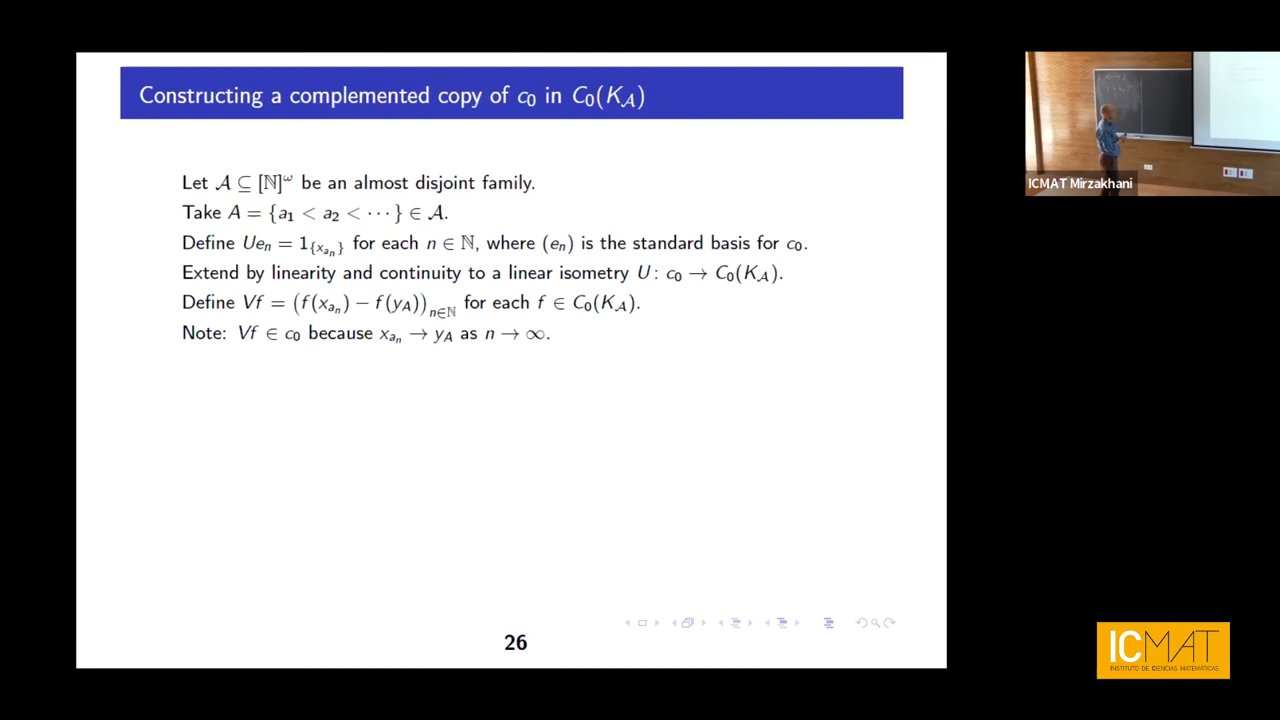 Constructing a complemented copy of c₀ in C₀(K_𝒜)
Let 𝒜 ⊆ [ℕ]^ω be an almost disjoint family.
Take A = {a₁ < a₂ < ⋯} ∈ 𝒜.
Define Ueₙ = 1_{{x_{aₙ}}} for each n ∈ ℕ, where (eₙ) is the standard basis for c₀.
Extend by linearity and continuity to a linear isometry U: c₀ → C₀(K_𝒜).
Define Vf = (f(x_{aₙ}) − f(y_A))_{n∈ℕ} for each f ∈ C₀(K_𝒜).
Note: Vf ∈ c₀ because x_{aₙ} → y_A as n → ∞.
26
ICMAT Mirzakhani
ICMAT
INSTITUTO DE CIENCIAS MATEMÁTICAS